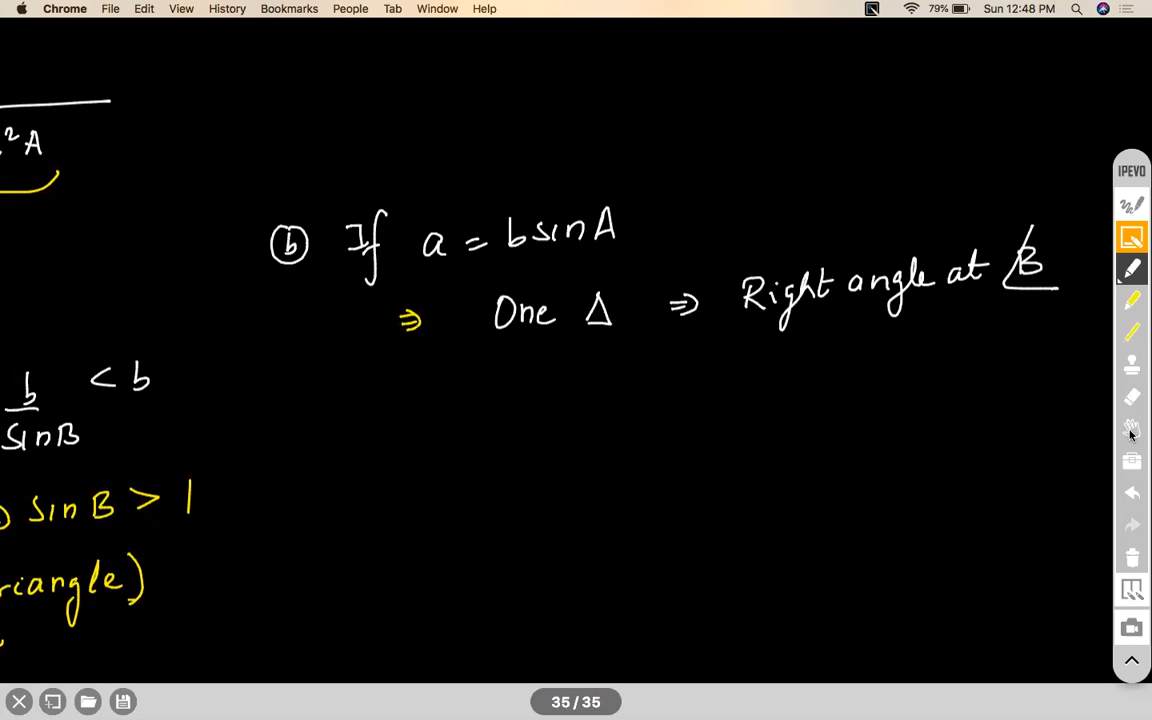 Chrome File Edit View History Bookmarks People Tab Window Help 79% Sun 12:48 PM
²A
ⓑ If a = b sin A
⇒ One Δ ⇒ Right angle at B
b < b
sinB
sin B > 1
riangle)
IPEVO
35 / 35